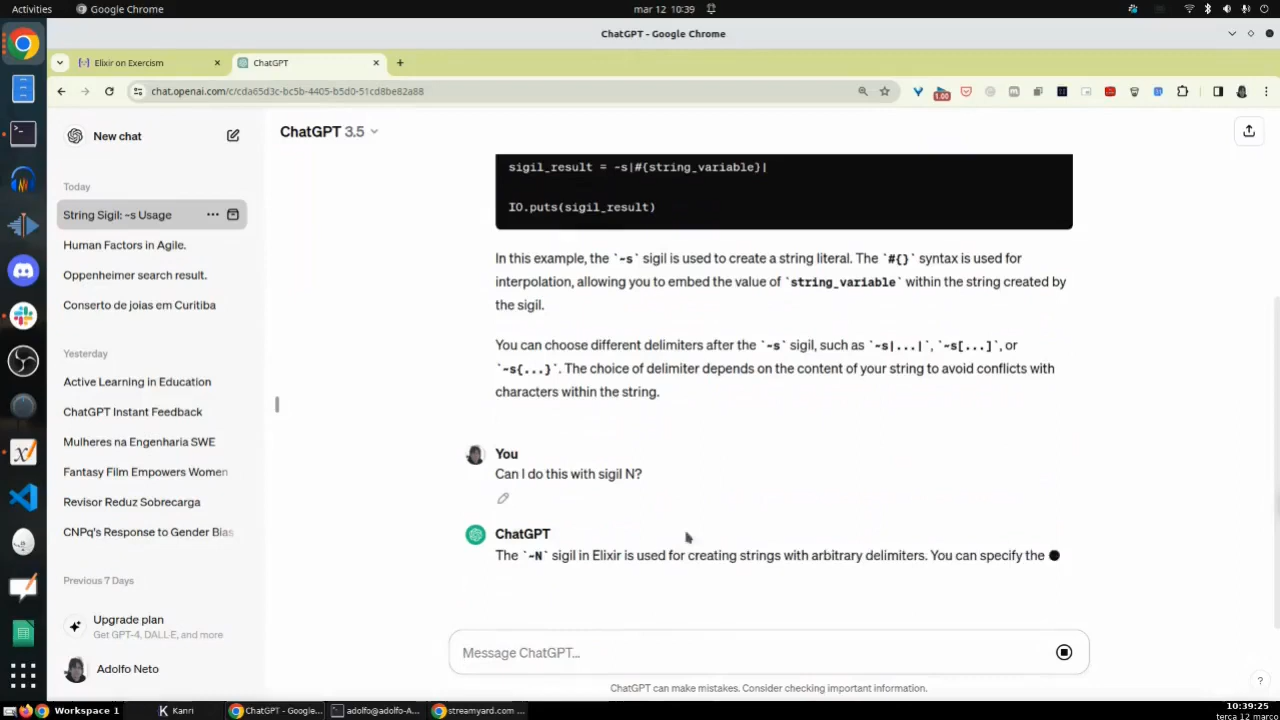 Activities
Google Chrome
mar 12 10:39
ChatGPT - Google Chrome
Elixir on Exercism
ChatGPT
chat.openai.com/c/cda65d3c-bc5b-4405-b5d0-51cd8be82a88
1.00
New chat
ChatGPT 3.5
Today
String Sigil: ~s Usage
Human Factors in Agile.
Oppenheimer search result.
Conserto de joias em Curitiba
Yesterday
Active Learning in Education
ChatGPT Instant Feedback
Mulheres na Engenharia SWE
Fantasy Film Empowers Women
Revisor Reduz Sobrecarga
CNPq's Response to Gender Bias
Previous 7 Days
Upgrade plan
Get GPT-4, DALL·E, and more
Adolfo Neto
sigil_result = ~s|#{string_variable}|
IO.puts(sigil_result)
In this example, the `~s` sigil is used to create a string literal. The `#{}` syntax is used for
interpolation, allowing you to embed the value of `string_variable` within the string created by
the sigil.
You can choose different delimiters after the `~s` sigil, such as `~s|...|`, `~s[...]`, or
`~s{...}`. The choice of delimiter depends on the content of your string to avoid conflicts with
characters within the string.
You
Can I do this with sigil N?
ChatGPT
The `~N` sigil in Elixir is used for creating strings with arbitrary delimiters. You can specify the
Message ChatGPT...
ChatGPT can make mistakes. Consider checking important information.
?
Workspace 1
Kanri
ChatGPT - Google...
adolfo@adolfo-A...
streamyard.com ...
10:39:25
terça 12 março